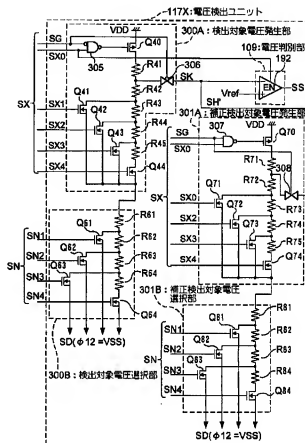 117X:電圧検出ユニット
300A:検出対象電圧発生部
109:電圧判別部
VDD
SG
SX0
305
Q40
R41
R42
306
SK
192
EN
SS
Vref
SH'
301A:補正検出対象電圧発生部
SX
SX1
Q41
Q42
SX2
Q43
SX3
R43
R44
R45
SX4
Q44
SG
SX0
307
VDD
Q70
R71
R72
308
SX
SX0
Q71
Q72
SX2
Q73
SX3
R73
R74
R75
SX4
Q74
SN
SN1
Q61
SN2
Q62
SN3
Q63
SN4
R61
R62
R63
R64
Q64
301B:補正検出対象電圧選択部
SD(φ12=VSS)
300B:検出対象電圧選択部
SN
SN1
Q81
SN2
Q82
SN3
Q83
SN4
R81
R82
R83
R84
Q84
SD(φ12=VSS)